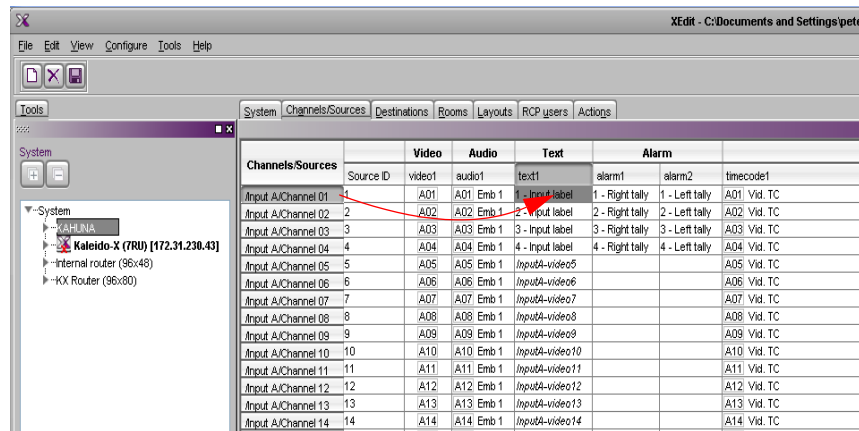 XEdit - C:\Documents and Settings\pete
File Edit View Configure Tools Help
Tools
System Channels/Sources Destinations Rooms Layouts RCP users Actions
System
System
KAHUNA
Kaleido-X (7RU) [172.31.230.43]
Internal router (96x48)
KX Router (96x80)
Channels/Sources Video Audio Text Alarm
Source ID video1 audio1 text1 alarm1 alarm2 timecode1
/Input A/Channel 01 1 A01 A01 Emb 1 1 - Input label 1 - Right tally 1 - Left tally A01 Vid. TC
/Input A/Channel 02 2 A02 A02 Emb 1 2 - Input label 2 - Right tally 2 - Left tally A02 Vid. TC
/Input A/Channel 03 3 A03 A03 Emb 1 3 - Input label 3 - Right tally 3 - Left tally A03 Vid. TC
/Input A/Channel 04 4 A04 A04 Emb 1 4 - Input label 4 - Right tally 4 - Left tally A04 Vid. TC
/Input A/Channel 05 5 A05 A05 Emb 1 InputA-video5 A05 Vid. TC
/Input A/Channel 06 6 A06 A06 Emb 1 InputA-video6 A06 Vid. TC
/Input A/Channel 07 7 A07 A07 Emb 1 InputA-video7 A07 Vid. TC
/Input A/Channel 08 8 A08 A08 Emb 1 InputA-video8 A08 Vid. TC
/Input A/Channel 09 9 A09 A09 Emb 1 InputA-video9 A09 Vid. TC
/Input A/Channel 10 10 A10 A10 Emb 1 InputA-video10 A10 Vid. TC
/Input A/Channel 11 11 A11 A11 Emb 1 InputA-video11 A11 Vid. TC
/Input A/Channel 12 12 A12 A12 Emb 1 InputA-video12 A12 Vid. TC
/Input A/Channel 13 13 A13 A13 Emb 1 InputA-video13 A13 Vid. TC
/Input A/Channel 14 14 A14 A14 Emb 1 InputA-video14 A14 Vid. TC